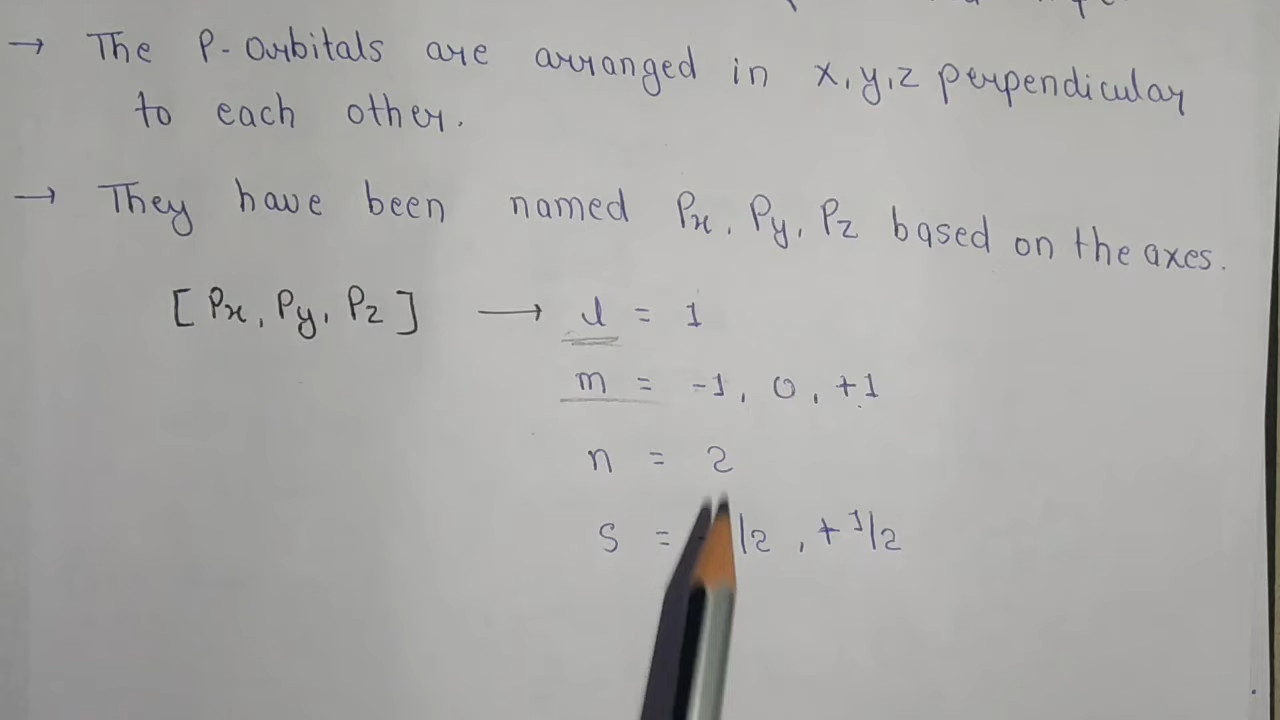 → The P-orbitals are arranged in x,y,z perpendicular
to each other.
→ They have been named Px, Py, Pz based on the axes.
[Px, Py, Pz] → l = 1
m = -1, 0, +1
n = 2
s = /2, +1/2